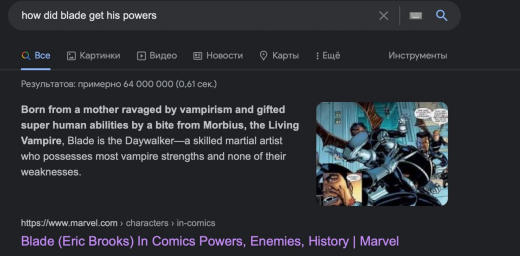 how did blade get his powers
Все Картинки Видео Новости Карты Ещё Инструменты
Результатов: примерно 64 000 000 (0,61 сек.)
Born from a mother ravaged by vampirism and gifted
super human abilities by a bite from Morbius, the Living
Vampire, Blade is the Daywalker—a skilled martial artist
who possesses most vampire strengths and none of their
weaknesses.
https://www.marvel.com › characters › in-comics
Blade (Eric Brooks) In Comics Powers, Enemies, History | Marvel